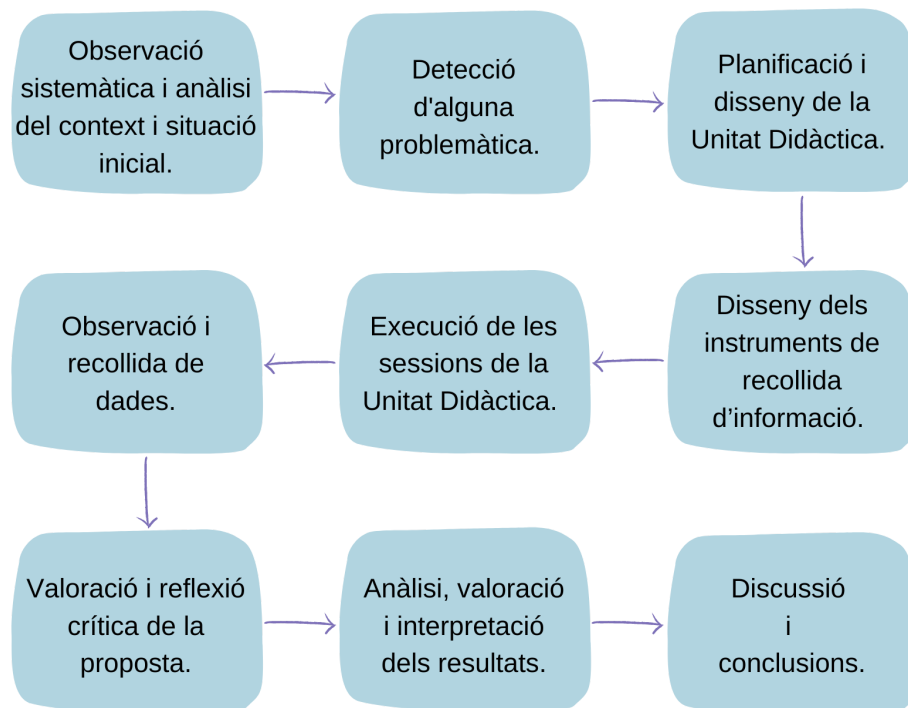 Observació
sistemàtica i anàlisi
del context i situació
inicial.
Detecció
d'alguna
problemàtica.
Planificació i
disseny de la
Unitat Didàctica.
Disseny dels
instruments de
recollida
d’informació.
Execució de les
sessions de la
Unitat Didàctica.
Observació i
recollida de
dades.
Valoració i reflexió
crítica de la
proposta.
Anàlisi, valoració
i interpretació
dels resultats.
Discussió
i
conclusions.